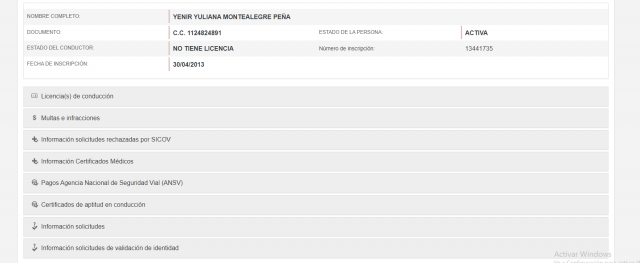 NOMBRE COMPLETO: YENIR YULIANA MONTEALEGRE PEÑA
DOCUMENTO: C.C. 1124824891 ESTADO DE LA PERSONA: ACTIVA
ESTADO DEL CONDUCTOR: NO TIENE LICENCIA Número de inscripción: 13441735
FECHA DE INSCRIPCIÓN: 30/04/2013
Licencia(s) de conducción
Multas e infracciones
Información solicitudes rechazadas por SICOV
Información Certificados Médicos
Pagos Agencia Nacional de Seguridad Vial (ANSV)
Certificados de aptitud en conducción
Información solicitudes
Información solicitudes de validación de identidad
Activar Windows